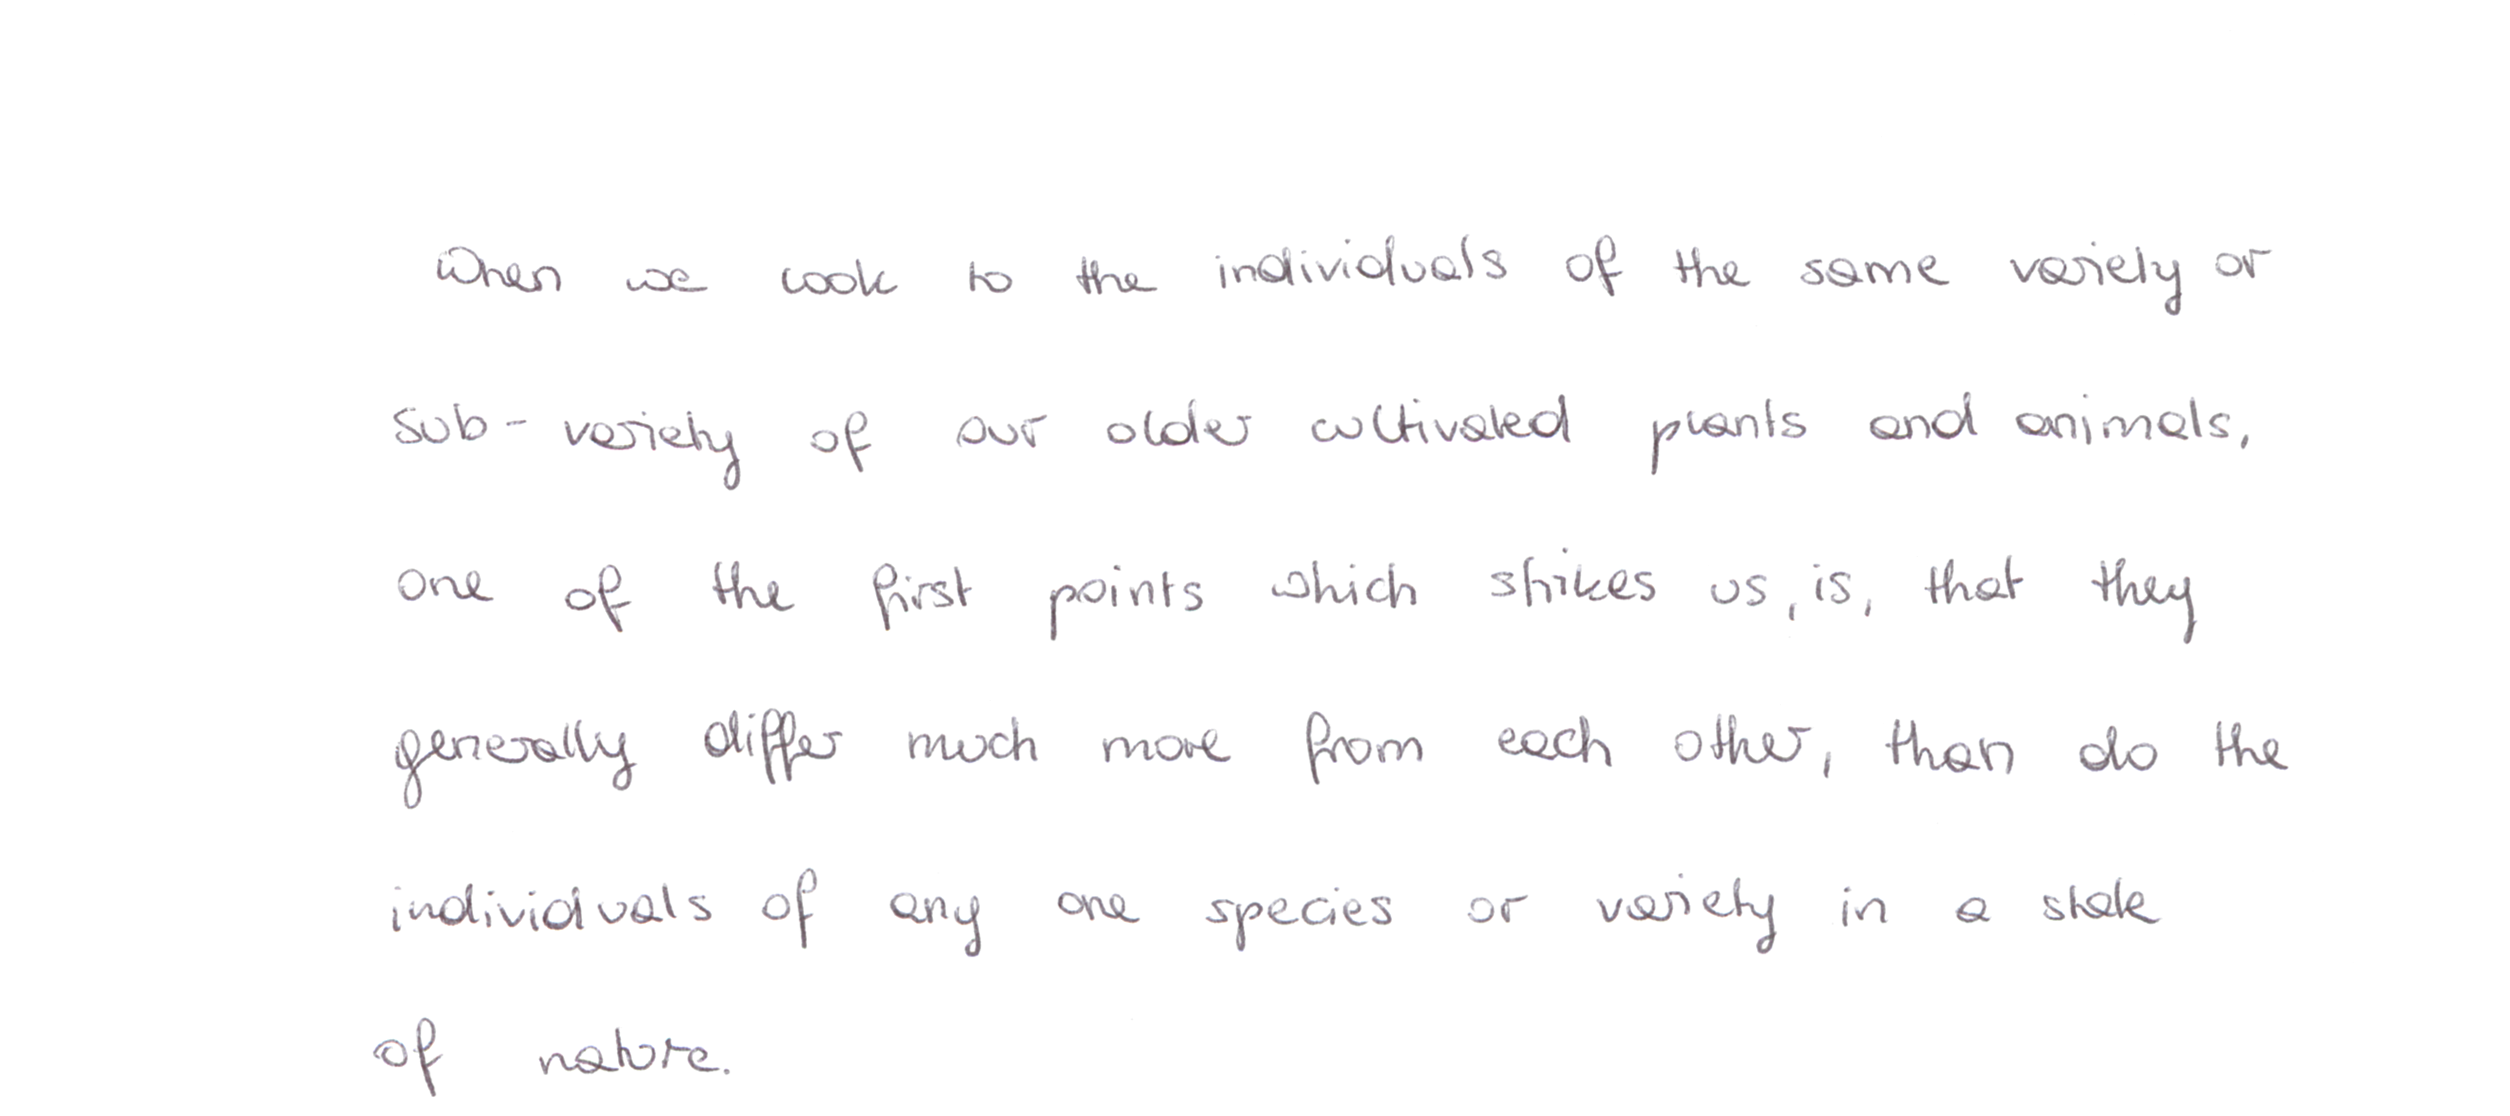 When we look to the individuals of the same variety or
sub-variety of our older cultivated plants and animals,
one of the first points which strikes us, is, that they
generally differ much more from each other, than do the
individuals of any one species or variety in a state
of nature.